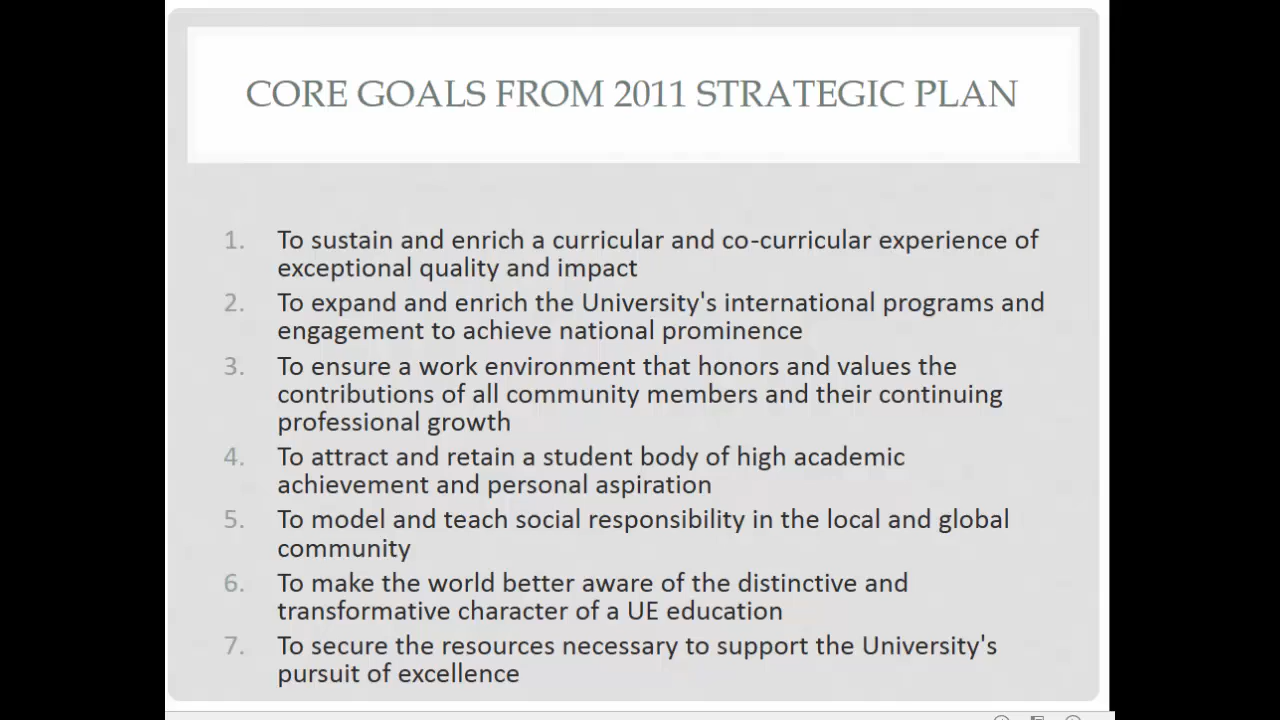 CORE GOALS FROM 2011 STRATEGIC PLAN
1. To sustain and enrich a curricular and co-curricular experience of
exceptional quality and impact
2. To expand and enrich the University's international programs and
engagement to achieve national prominence
3. To ensure a work environment that honors and values the
contributions of all community members and their continuing
professional growth
4. To attract and retain a student body of high academic
achievement and personal aspiration
5. To model and teach social responsibility in the local and global
community
6. To make the world better aware of the distinctive and
transformative character of a UE education
7. To secure the resources necessary to support the University's
pursuit of excellence